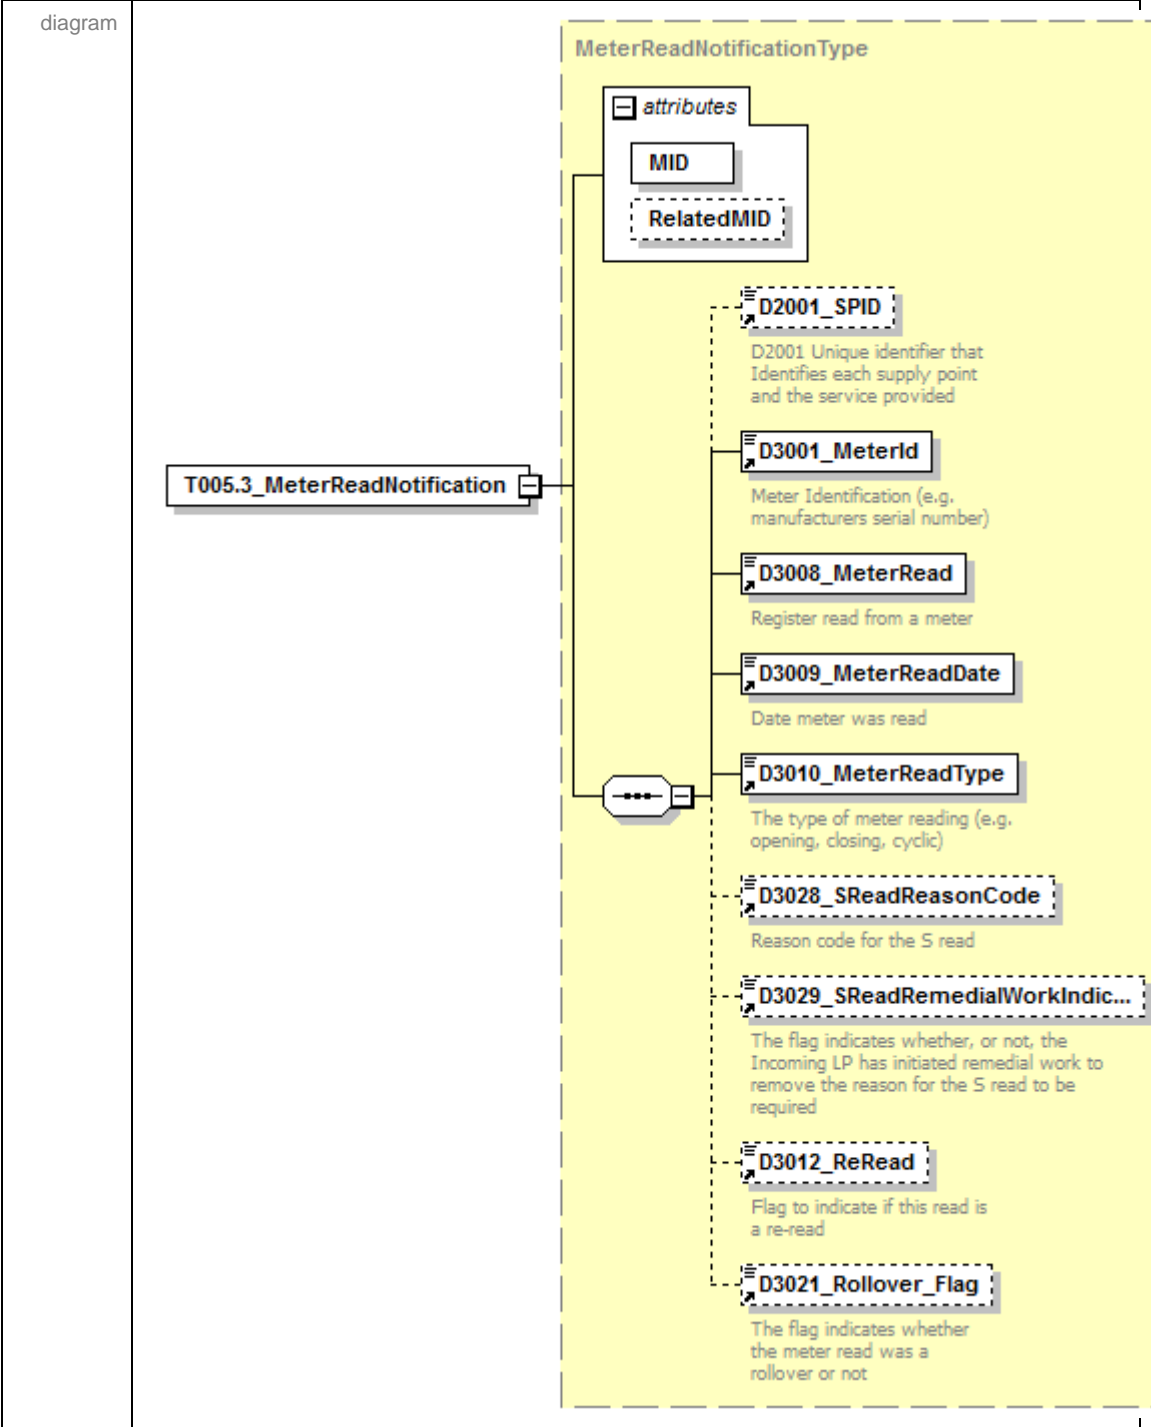 diagram
MeterReadNotificationType
attributes
MID
RelatedMID
D2001_SPID
D2001 Unique identifier that
Identifies each supply point
and the service provided
D3001_MeterId
Meter Identification (e.g.
manufacturers serial number)
T005.3_MeterReadNotification
D3008_MeterRead
Register read from a meter
D3009_MeterReadDate
Date meter was read
D3010_MeterReadType
The type of meter reading (e.g.
opening, closing, cyclic)
D3028_SReadReasonCode
Reason code for the S read
D3029_SReadRemedialWorkIndic...
The flag indicates whether, or not, the
Incoming LP has initiated remedial work to
remove the reason for the S read to be
required
D3012_ReRead
Flag to indicate if this read is
a re-read
D3021_Rollover_Flag
The flag indicates whether
the meter read was a
rollover or not